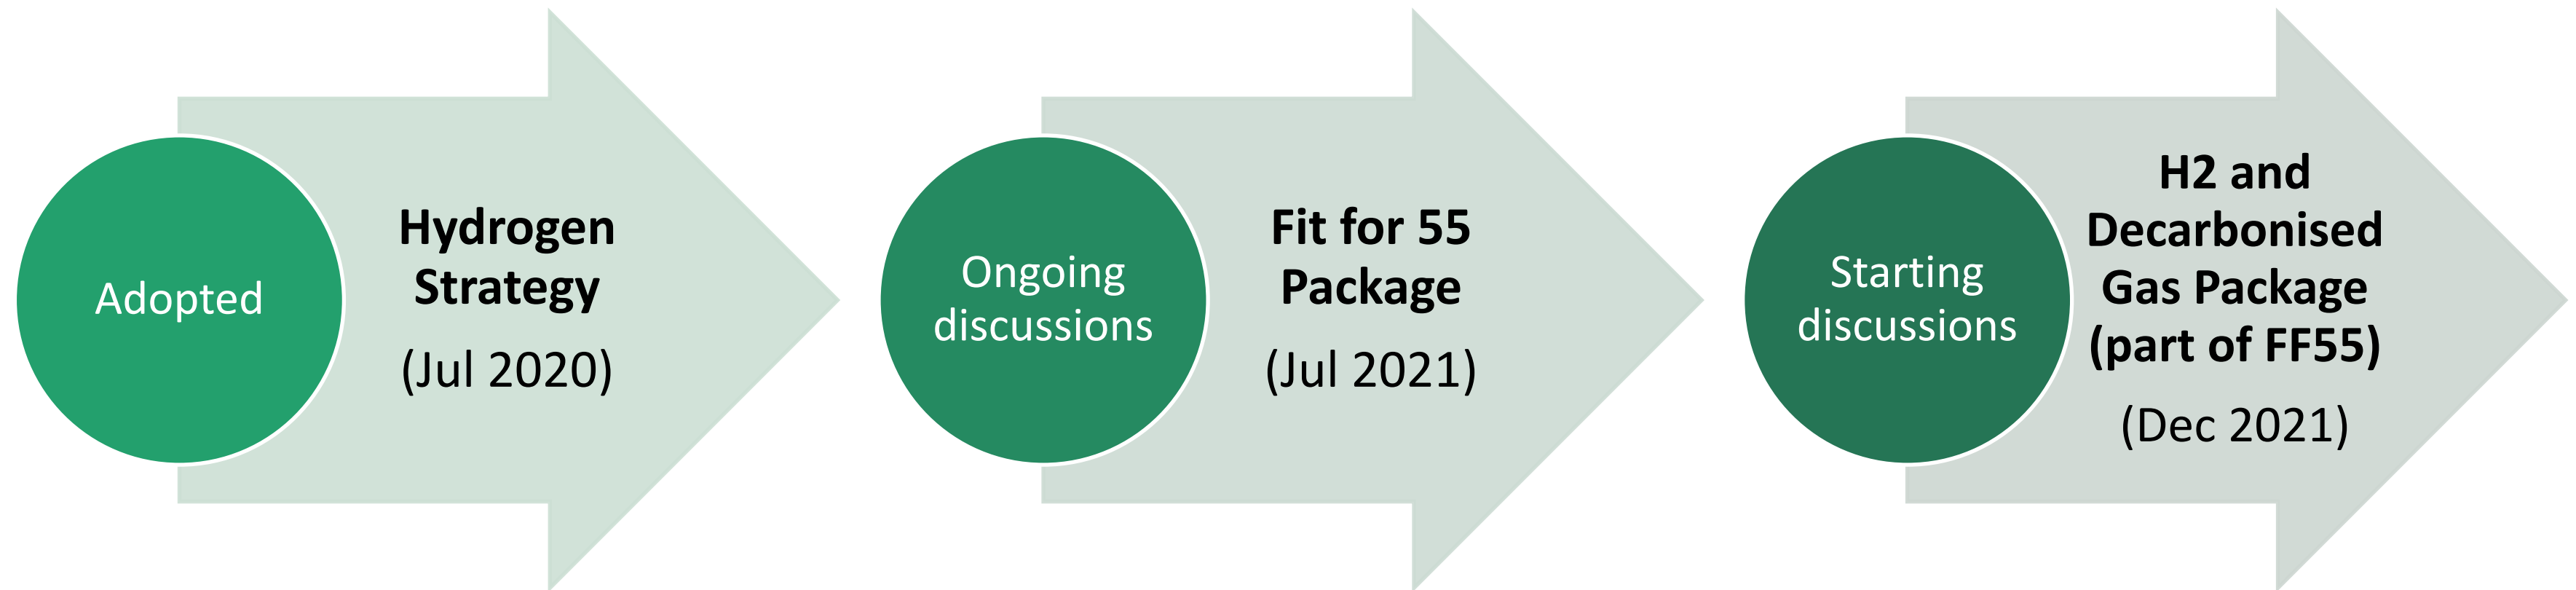 Adopted
Hydrogen
Strategy
(Jul 2020)
Ongoing
discussions
Fit for 55
Package
(Jul 2021)
Starting
discussions
H2 and
Decarbonised
Gas Package
(part of FF55)
(Dec 2021)